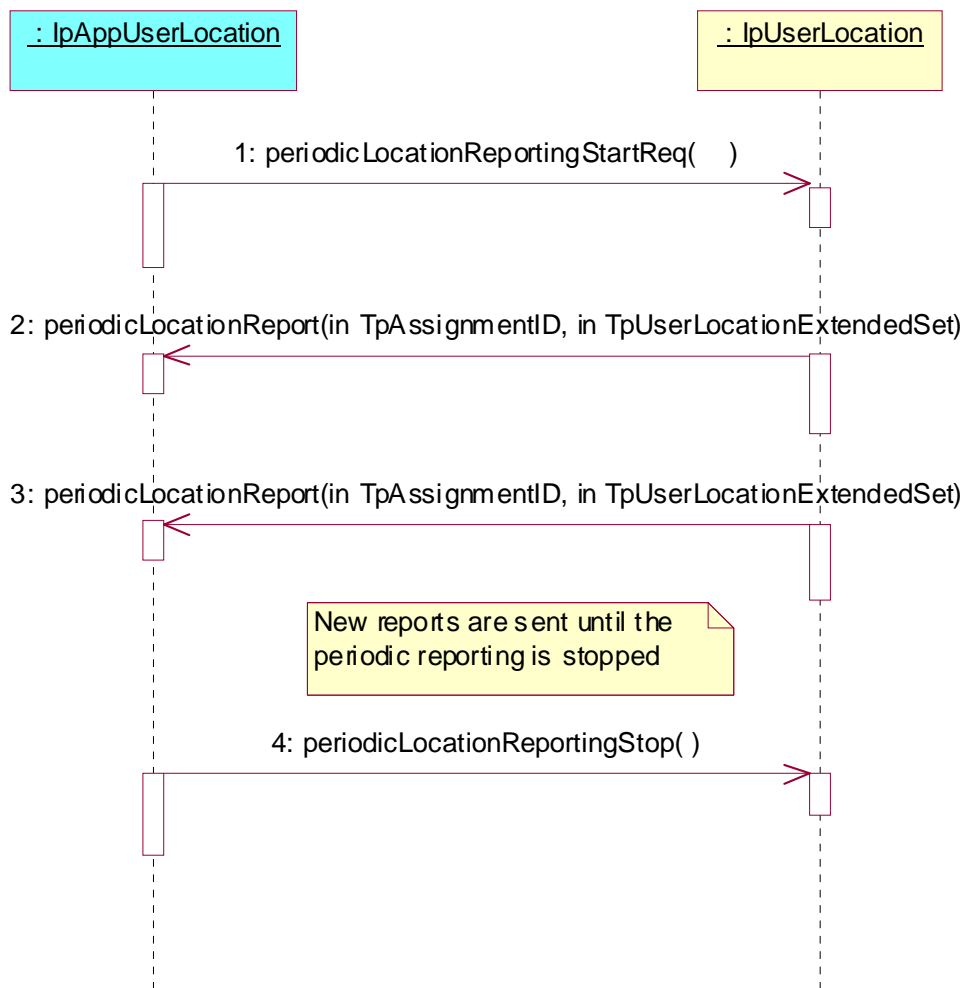 : IpAppUserLocation
: IpUserLocation
1: periodicLocationReportingStartReq( )
2: periodicLocationReport(in TpAssignmentID, in TpUserLocationExtendedSet)
3: periodicLocationReport(in TpAssignmentID, in TpUserLocationExtendedSet)
New reports are sent until the
periodic reporting is stopped
4: periodicLocationReportingStop( )